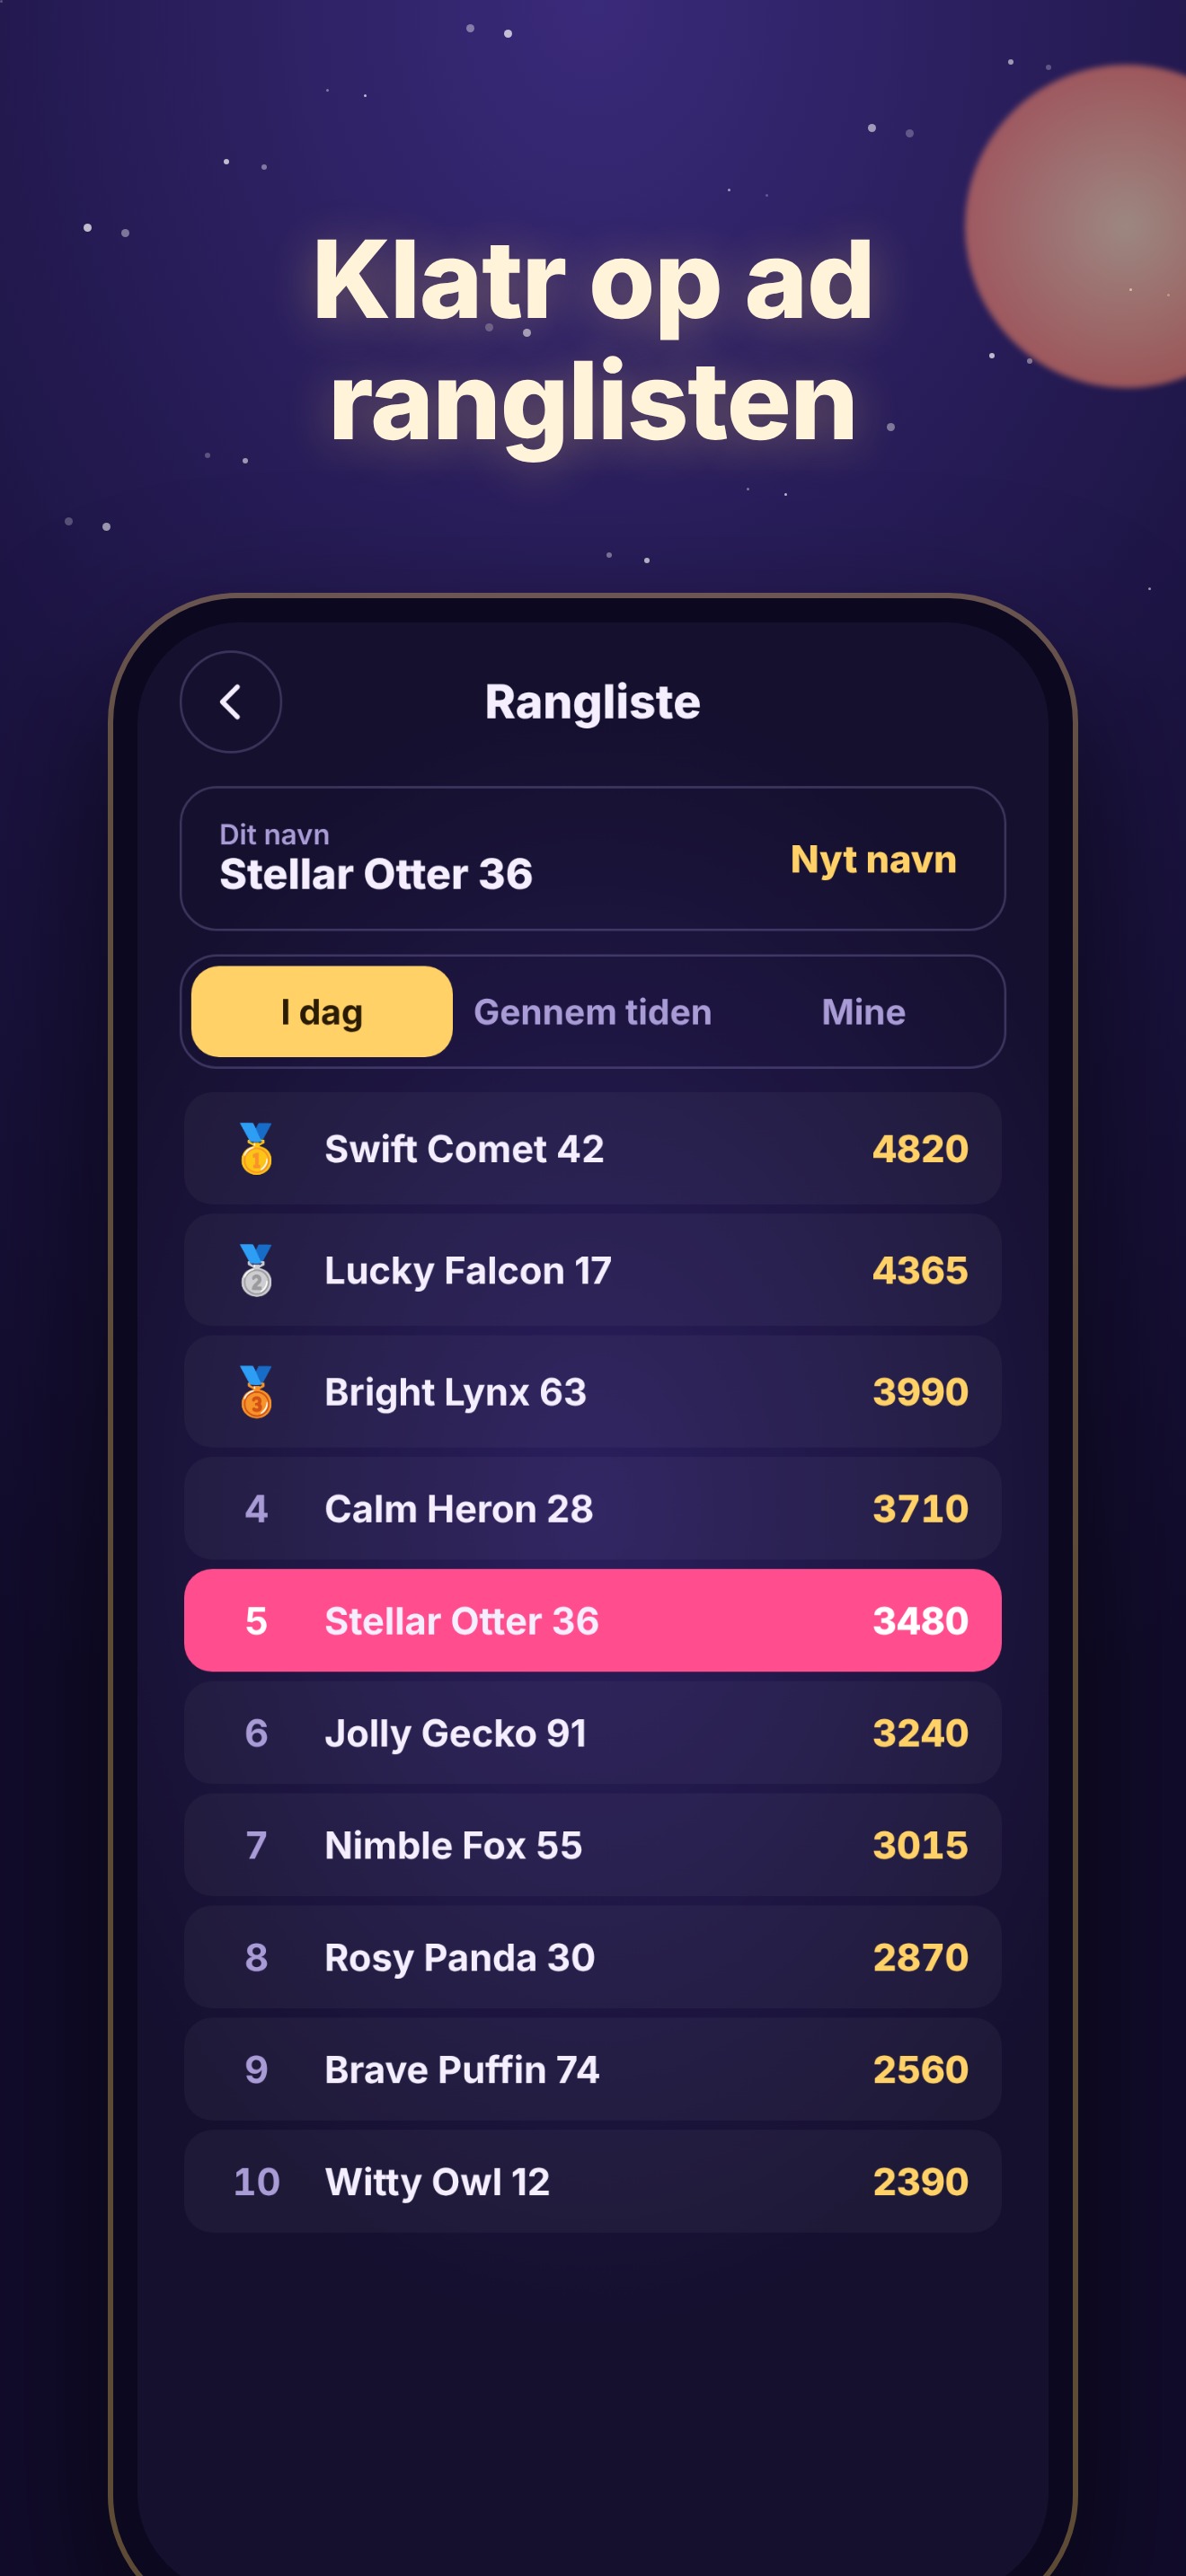 Klatr op ad
ranglisten
Rangliste
Dit navn
Stellar Otter 36
Nyt navn
I dag Gennem tiden Mine
1 Swift Comet 42 4820
2 Lucky Falcon 17 4365
3 Bright Lynx 63 3990
4 Calm Heron 28 3710
5 Stellar Otter 36 3480
6 Jolly Gecko 91 3240
7 Nimble Fox 55 3015
8 Rosy Panda 30 2870
9 Brave Puffin 74 2560
10 Witty Owl 12 2390